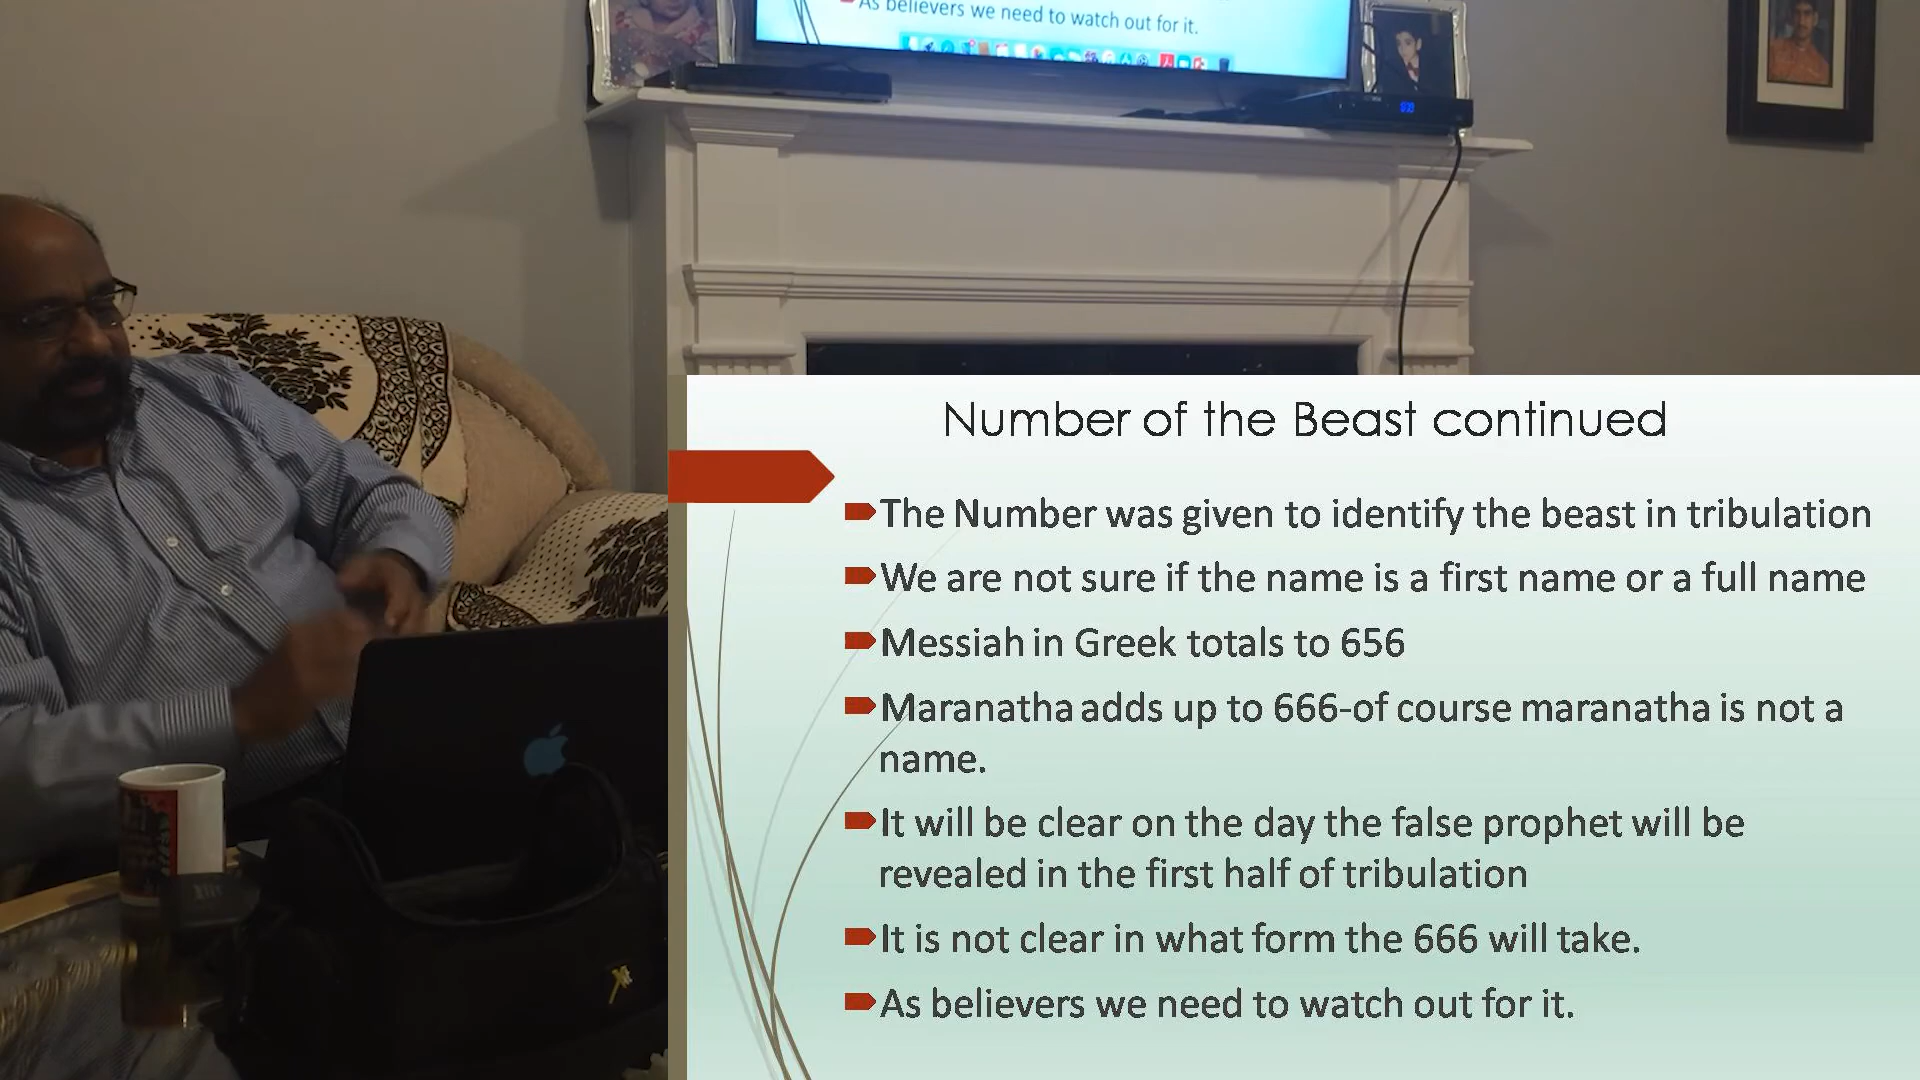 As believers we need to watch out for it.
Number of the Beast continued
The Number was given to identify the beast in tribulation
We are not sure if the name is a first name or a full name
Messiah in Greek totals to 656
Maranatha adds up to 666-of course maranatha is not a
name.
It will be clear on the day the false prophet will be
revealed in the first half of tribulation
It is not clear in what form the 666 will take.
As believers we need to watch out for it.